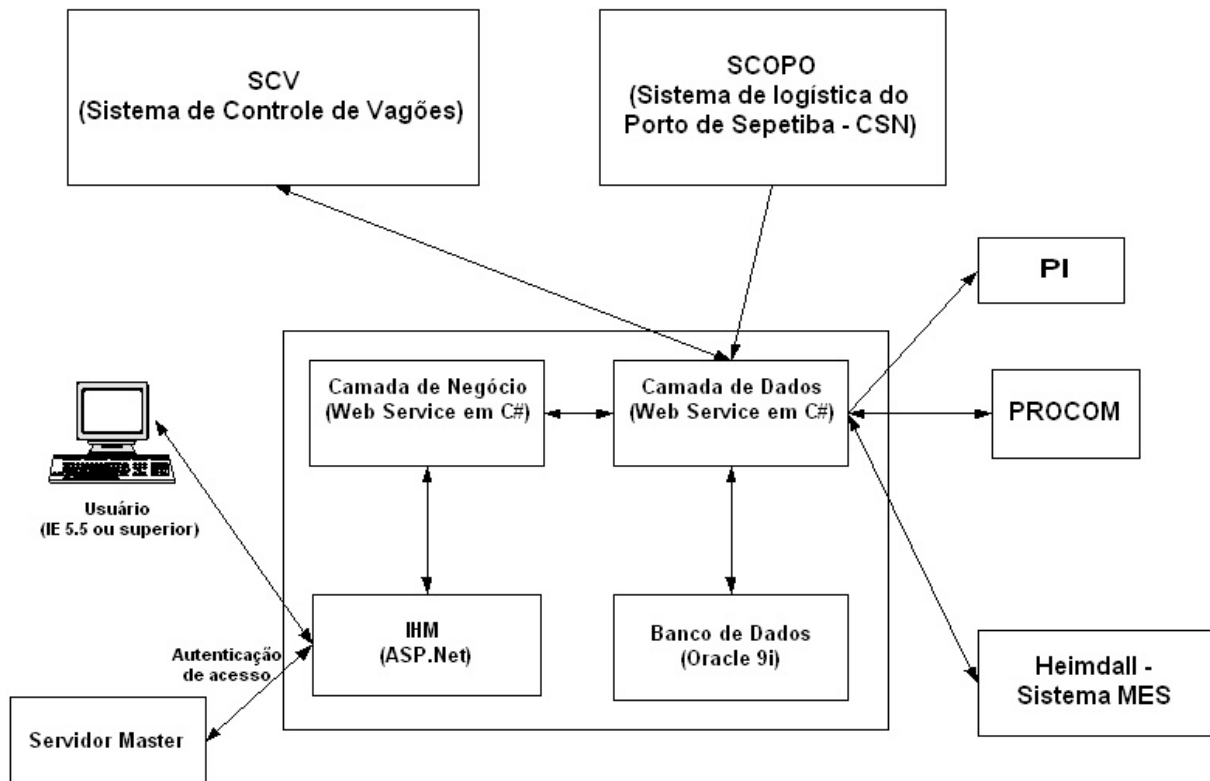 SCV
(Sistema de Controle de Vagões)
SCOPO
(Sistema de logística do
Porto de Sepetiba - CSN)
PI
Camada de Negócio
(Web Service em C#)
Camada de Dados
(Web Service em C#)
PROCOM
Usuário
(IE 5.5 ou superior)
IHM
(ASP.Net)
Banco de Dados
(Oracle 9i)
Autenticação
de acesso
Heimdall -
Sistema MES
Servidor Master